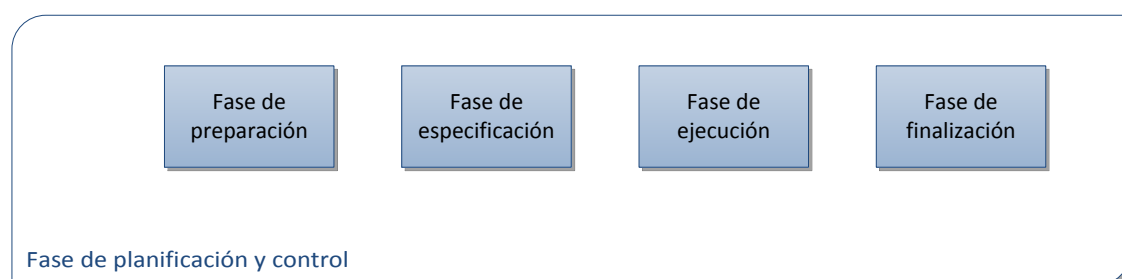 Fase de
preparación
Fase de
especificación
Fase de
ejecución
Fase de
finalización
Fase de planificación y control